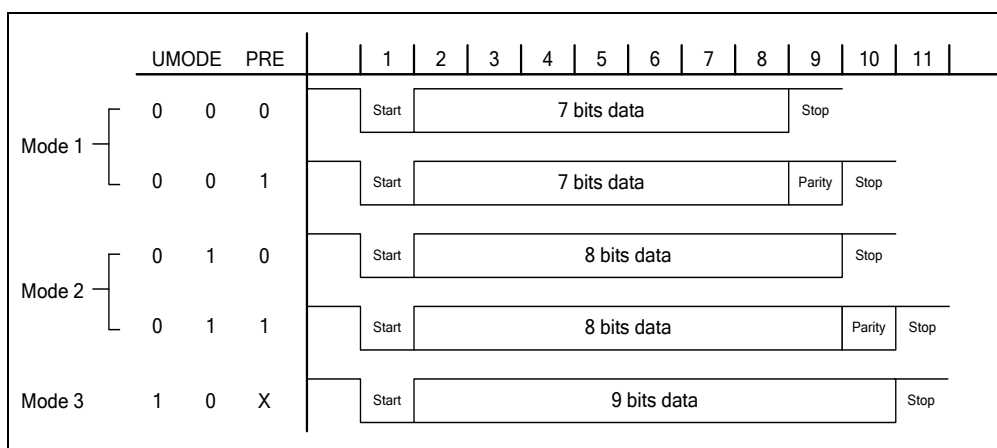 UMODE PRE 1 2 3 4 5 6 7 8 9 10 11
0 0 0 Start 7 bits data Stop
Mode 1
0 0 1 Start 7 bits data Parity Stop
0 1 0 Start 8 bits data Stop
Mode 2
0 1 1 Start 8 bits data Parity Stop
Mode 3 1 0 X Start 9 bits data Stop